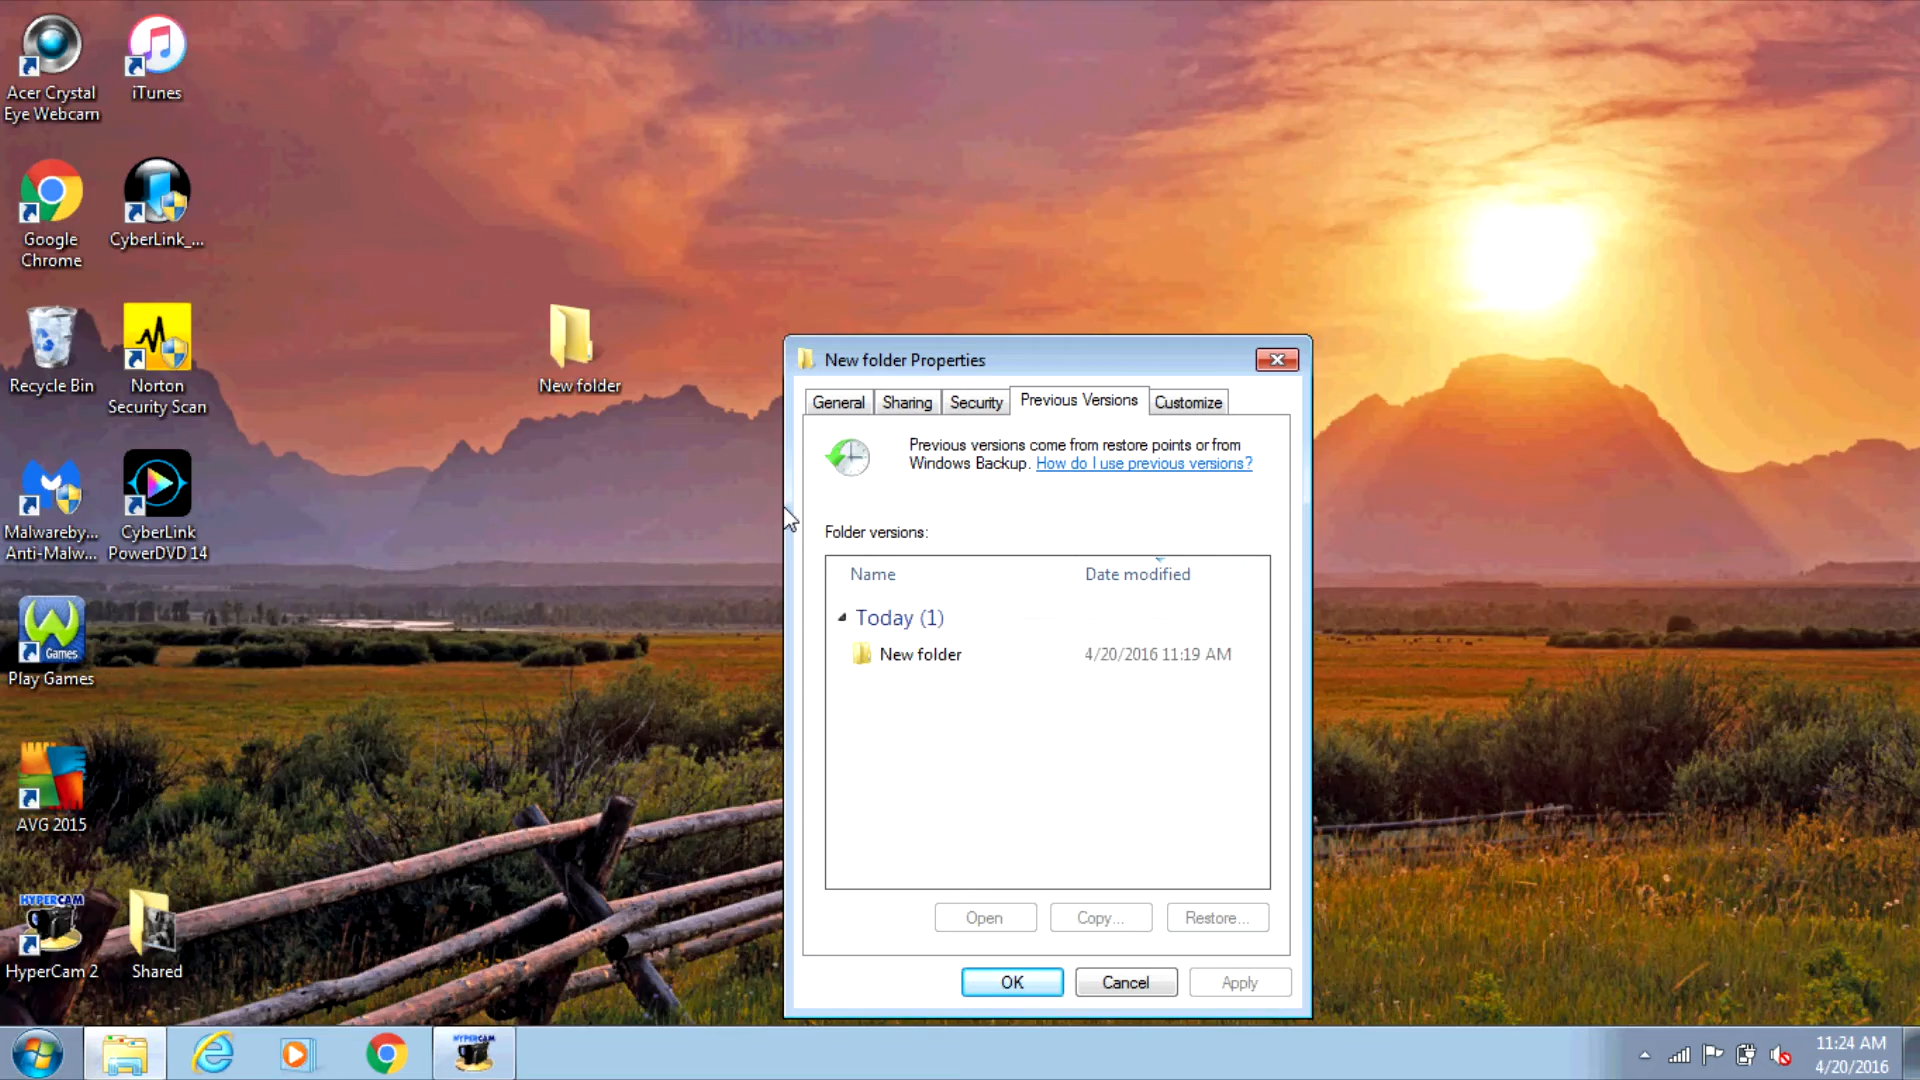 Acer Crystal
Eye Webcam
iTunes
Google
Chrome
CyberLink_...
Recycle Bin
Norton
Security Scan
New folder
Malwareby...
Anti-Malw...
CyberLink
PowerDVD 14
Games
Play Games
AVG 2015
HYPERCAM
HyperCam 2
Shared
New folder Properties
General
Sharing
Security
Previous Versions
Customize
Previous versions come from restore points or from
Windows Backup. How do I use previous versions?
Folder versions:
Name
Date modified
Today (1)
New folder
4/20/2016 11:19 AM
Open
Copy...
Restore...
OK
Cancel
Apply
HYPERCAM
11:24 AM
4/20/2016